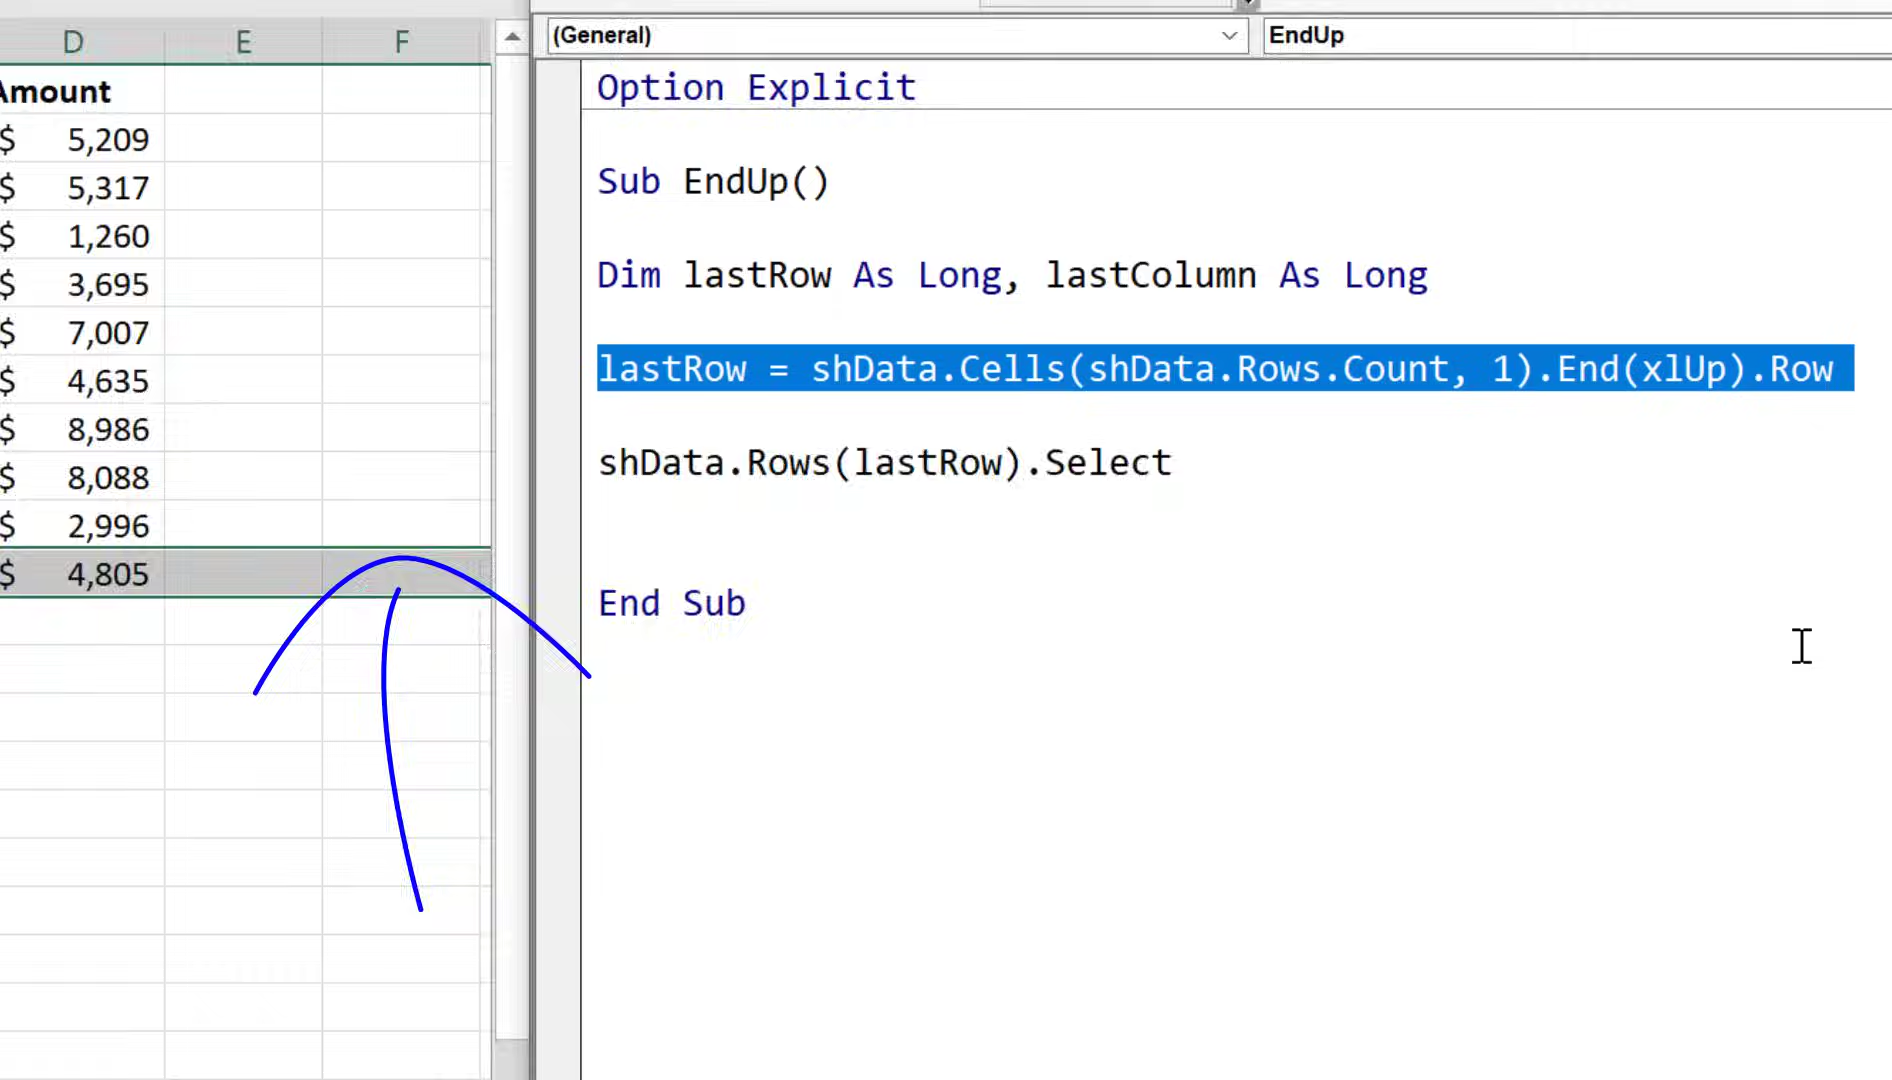 D E F
Amount
$ 5,209
$ 5,317
$ 1,260
$ 3,695
$ 7,007
$ 4,635
$ 8,986
$ 8,088
$ 2,996
$ 4,805
(General) EndUp
Option Explicit
Sub EndUp()
Dim lastRow As Long, lastColumn As Long
lastRow = shData.Cells(shData.Rows.Count, 1).End(xlUp).Row
shData.Rows(lastRow).Select
End Sub